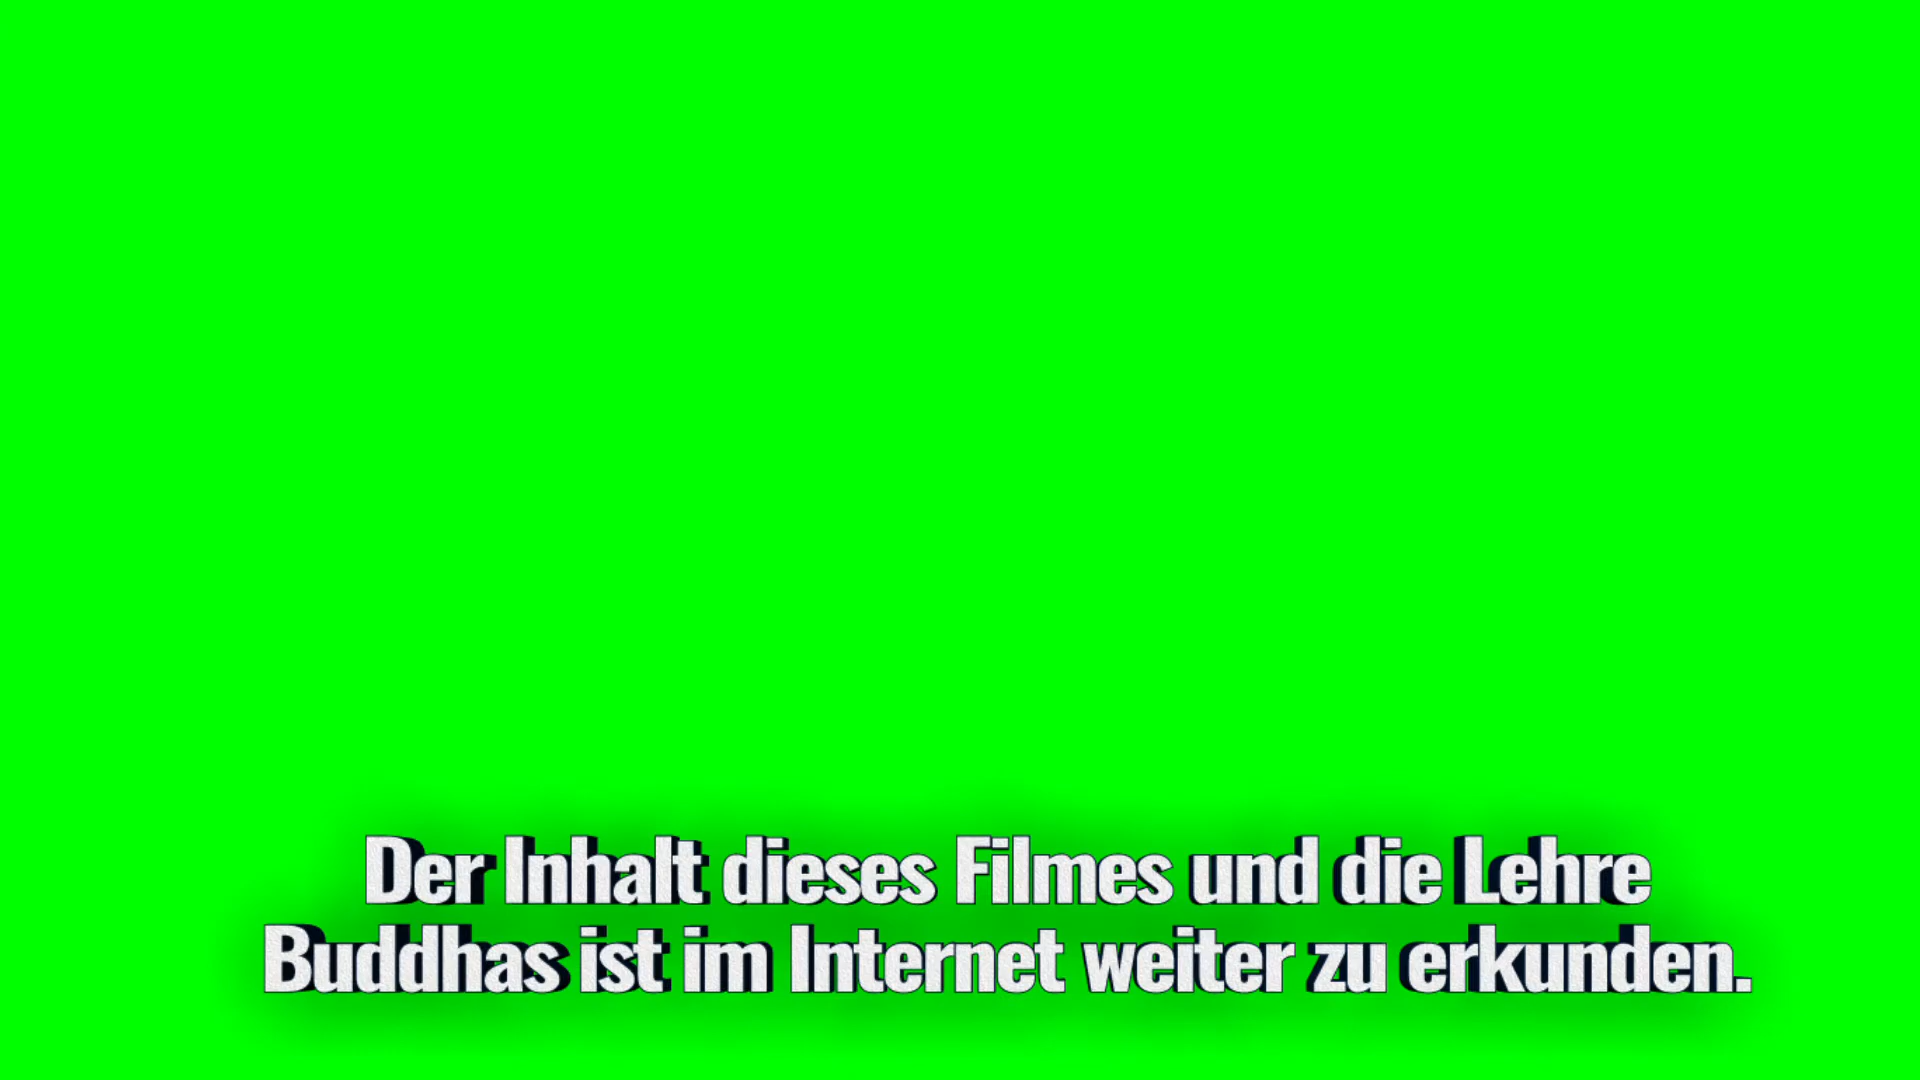 Der Inhalt dieses Filmes und die Lehre
Buddhas ist im Internet weiter zu erkunden.